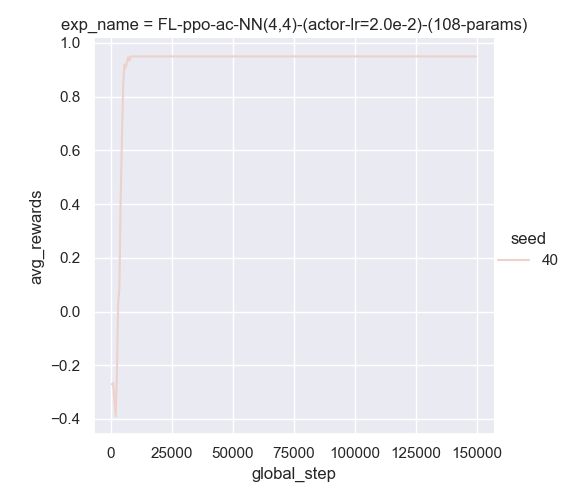 exp_name = FL-ppo-ac-NN(4,4)-(actor-lr=2.0e-2)-(108-params)
1.0
0.8
0.6
0.4
0.2
0.0
−0.2
−0.4
avg_rewards
0 25000 50000 75000 100000 125000 150000
global_step
seed
40